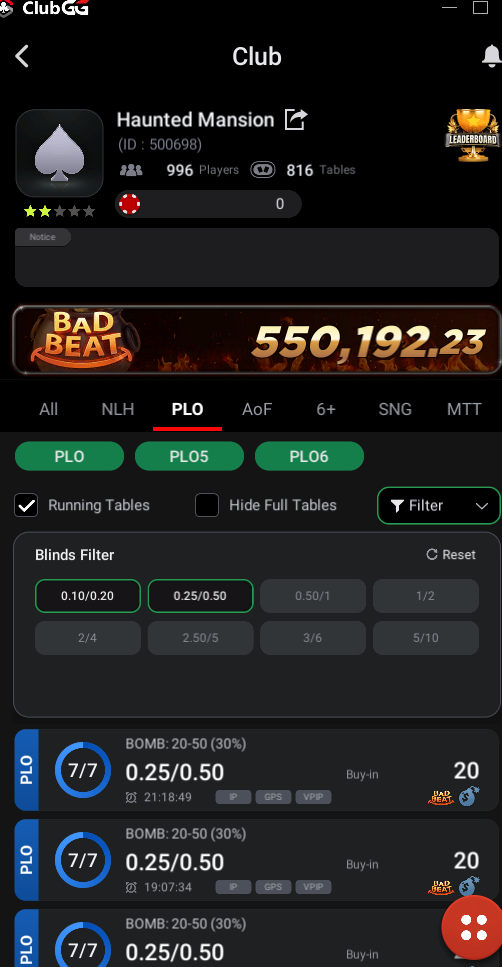 ClubGG
Club
Haunted Mansion
(ID : 500698)
996 Players 816 Tables
LEADERBOARD
0
Notice
BAD BEAT 550,192.23
All NLH PLO AoF 6+ SNG MTT
PLO PLO5 PLO6
Running Tables Hide Full Tables Filter
Blinds Filter Reset
0.10/0.20 0.25/0.50 0.50/1 1/2
2/4 2.50/5 3/6 5/10
PLO 7/7 BOMB: 20-50 (30%)
0.25/0.50 Buy-in 20
21:18:49 IP GPS VPIP BAD BEAT $
PLO 7/7 BOMB: 20-50 (30%)
0.25/0.50 Buy-in 20
19:07:34 IP GPS VPIP BAD BEAT $
PLO 7/7 BOMB: 20-50 (30%)
0.25/0.50 Buy-in